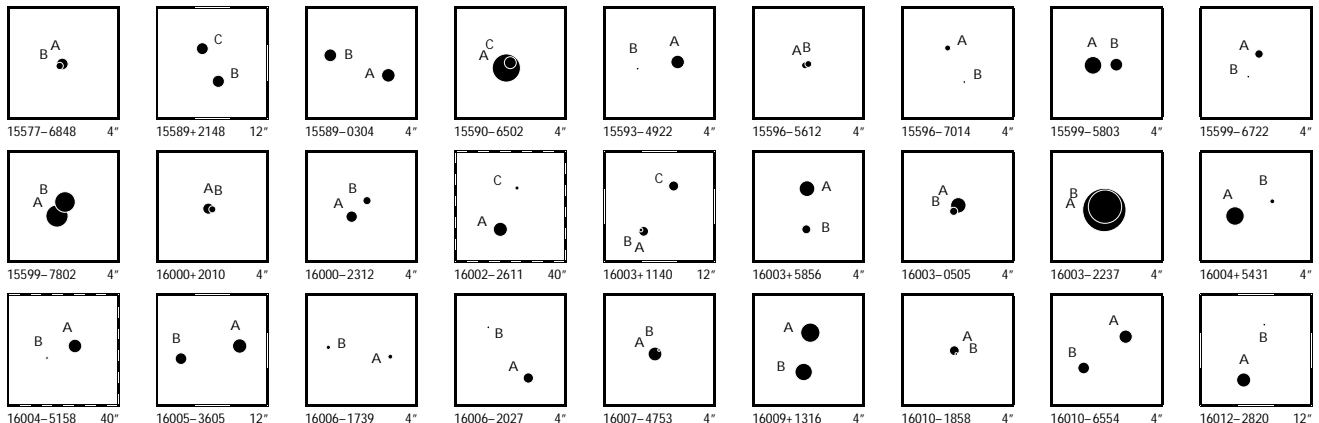 A
B
15577−6848 4″
C
B
15589+2148 12″
B
A
15589−0304 4″
C
A
15590−6502 4″
B A
15593−4922 4″
A B
15596−5612 4″
A
B
15596−7014 4″
A B
15599−5803 4″
A
B
15599−6722 4″
B
A
15599−7802 4″
A B
16000+2010 4″
B
A
16000−2312 4″
C
A
16002−2611 40″
C
B A
16003+1140 12″
A
B
16003+5856 4″
A
B
16003−0505 4″
B
A
16003−2237 4″
B
A
16004+5431 4″
A
B
16004−5158 40″
A
B
16005−3605 12″
B
A
16006−1739 4″
B
A
16006−2027 4″
B
A
16007−4753 4″
A
B
16009+1316 4″
A
B
16010−1858 4″
A
B
16010−6554 4″
B
A
16012−2820 12″